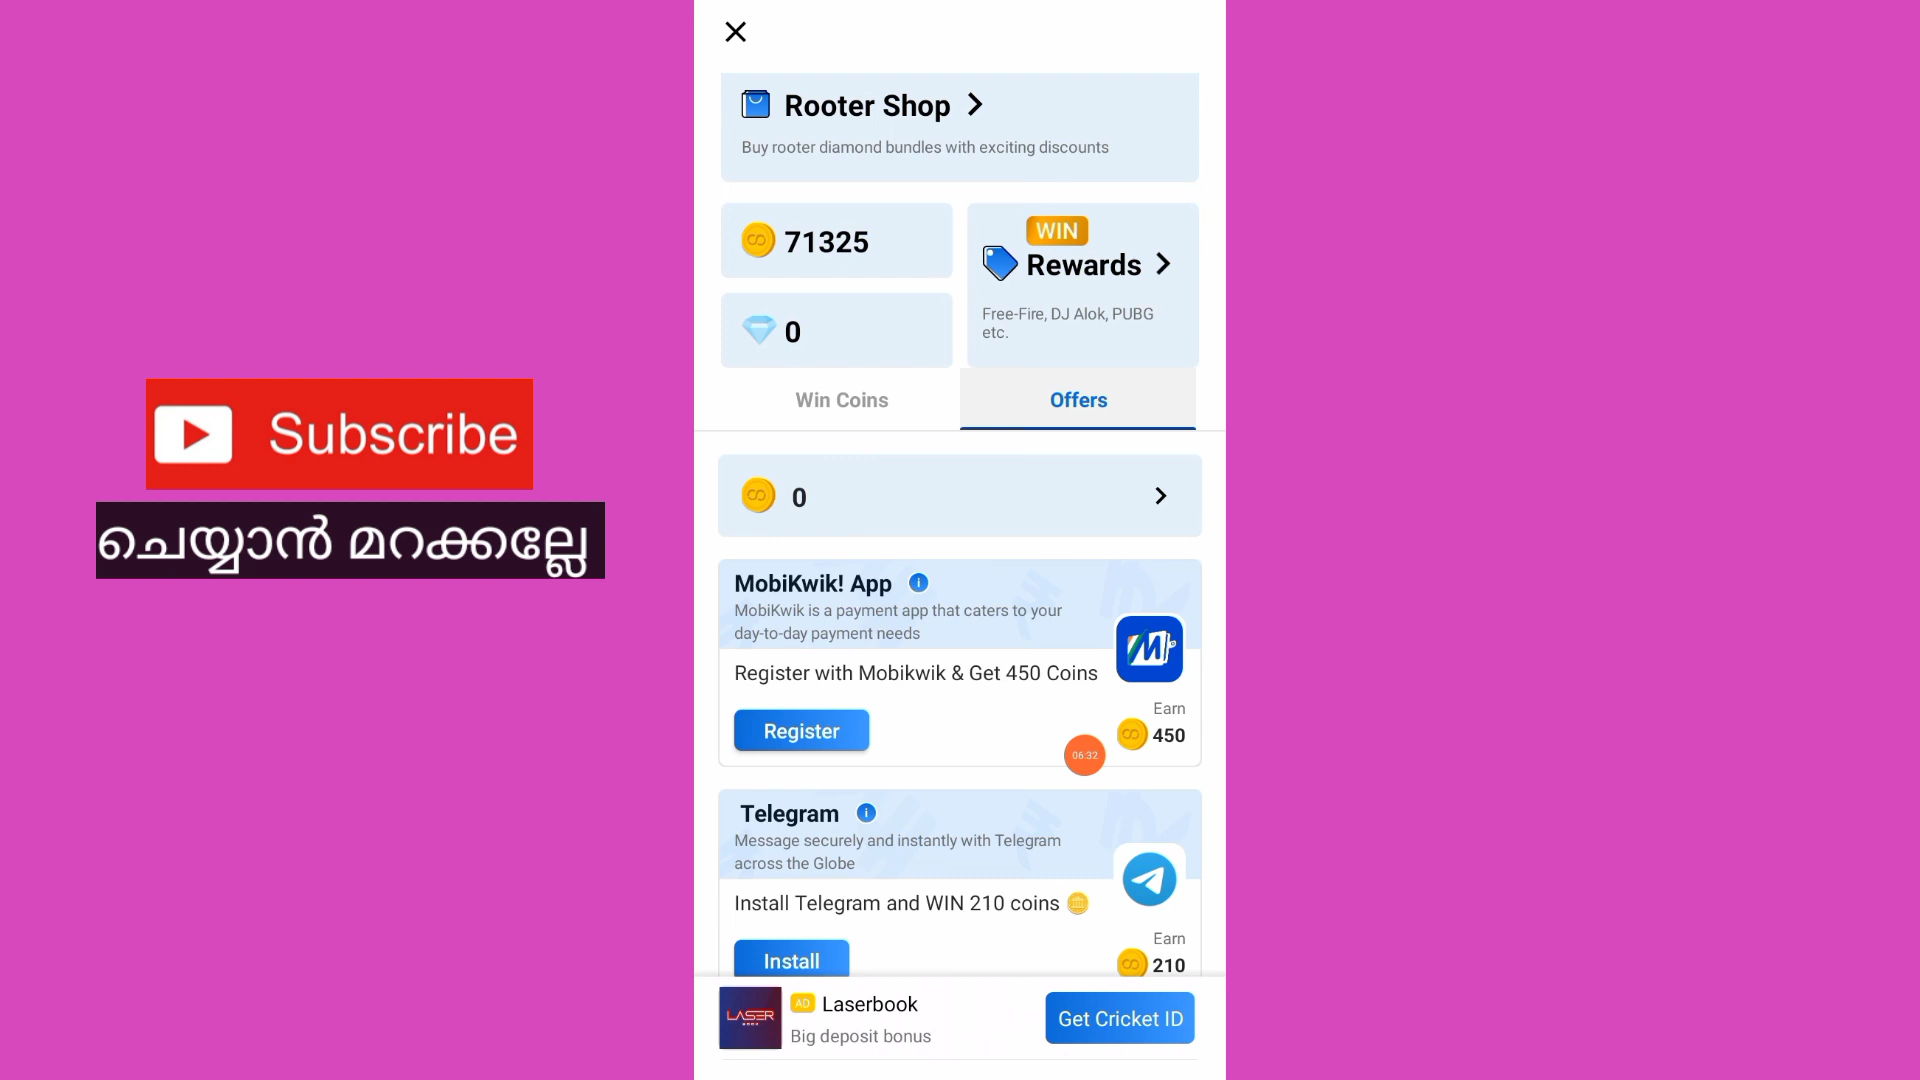 Rooter Shop
Buy rooter diamond bundles with exciting discounts
71325
WIN
Rewards
Free-Fire, DJ Alok, PUBG
etc.
0
Win Coins
Offers
0
MobiKwik! App
MobiKwik is a payment app that caters to your
day-to-day payment needs
Register with Mobikwik & Get 450 Coins
Earn
450
Register
06:32
Telegram
Message securely and instantly with Telegram
across the Globe
Install Telegram and WIN 210 coins
Earn
210
Install
LASER
AD Laserbook
Big deposit bonus
Get Cricket ID
Subscribe
ചെയ്യാൻ മറക്കല്ലേ